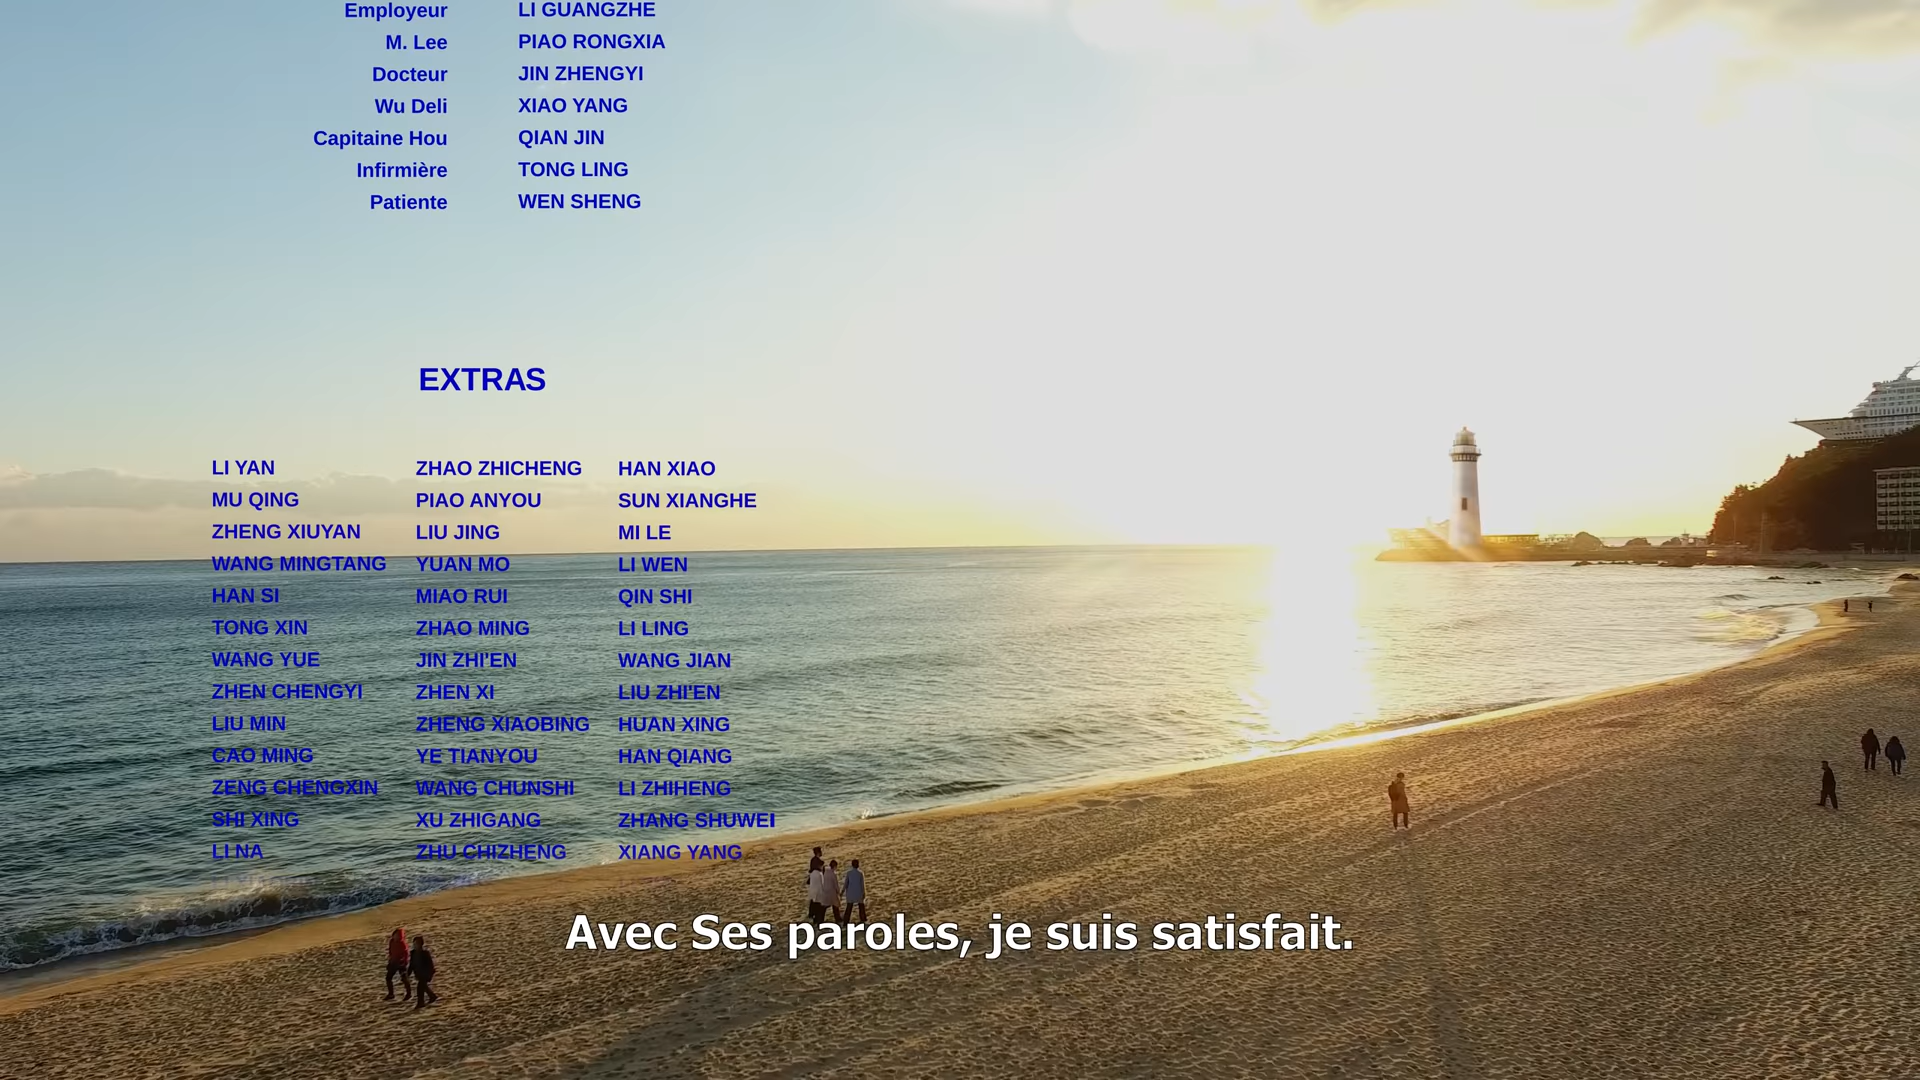 Employeur LI GUANGZHE
M. Lee PIAO RONGXIA
Docteur JIN ZHENGYI
Wu Deli XIAO YANG
Capitaine Hou QIAN JIN
Infirmière TONG LING
Patiente WEN SHENG
EXTRAS
LI YAN ZHAO ZHICHENG HAN XIAO
MU QING PIAO ANYOU SUN XIANGHE
ZHENG XIUYAN LIU JING MI LE
WANG MINGTANG YUAN MO LI WEN
HAN SI MIAO RUI QIN SHI
TONG XIN ZHAO MING LI LING
WANG YUE JIN ZHI'EN WANG JIAN
ZHEN CHENGYI ZHEN XI LIU ZHI'EN
LIU MIN ZHENG XIAOBING HUAN XING
CAO MING YE TIANYOU HAN QIANG
ZENG CHENGXIN WANG CHUNSHI LI ZHIHENG
SHI XING XU ZHIGANG ZHANG SHUWEI
LI NA ZHU CHIZHENG XIANG YANG
Avec Ses paroles, je suis satisfait.